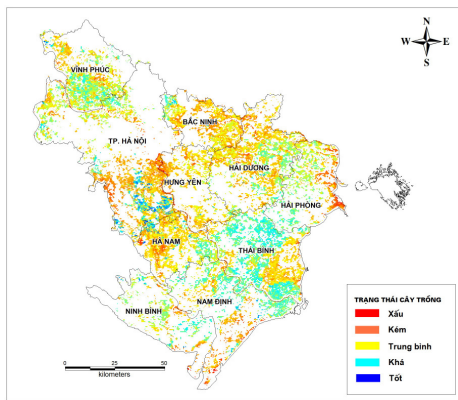 N
W E
S
VĨNH PHÚC
BẮC NINH
TP. HÀ NỘI
HẢI DƯƠNG
HƯNG YÊN
HẢI PHÒNG
HÀ NAM
THÁI BÌNH
NAM ĐỊNH
NINH BÌNH
TRẠNG THÁI CÂY TRỒNG
Xấu
Kém
Trung bình
Khá
Tốt
0 25 50
kilometers